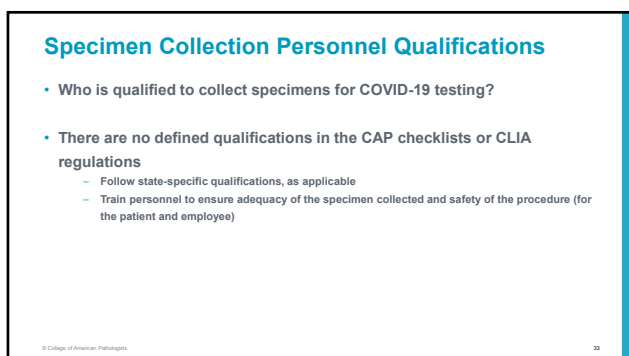 Specimen Collection Personnel Qualifications
• Who is qualified to collect specimens for COVID-19 testing?
• There are no defined qualifications in the CAP checklists or CLIA
regulations
– Follow state-specific qualifications, as applicable
– Train personnel to ensure adequacy of the specimen collected and safety of the procedure (for
the patient and employee)
© College of American Pathologists. 33